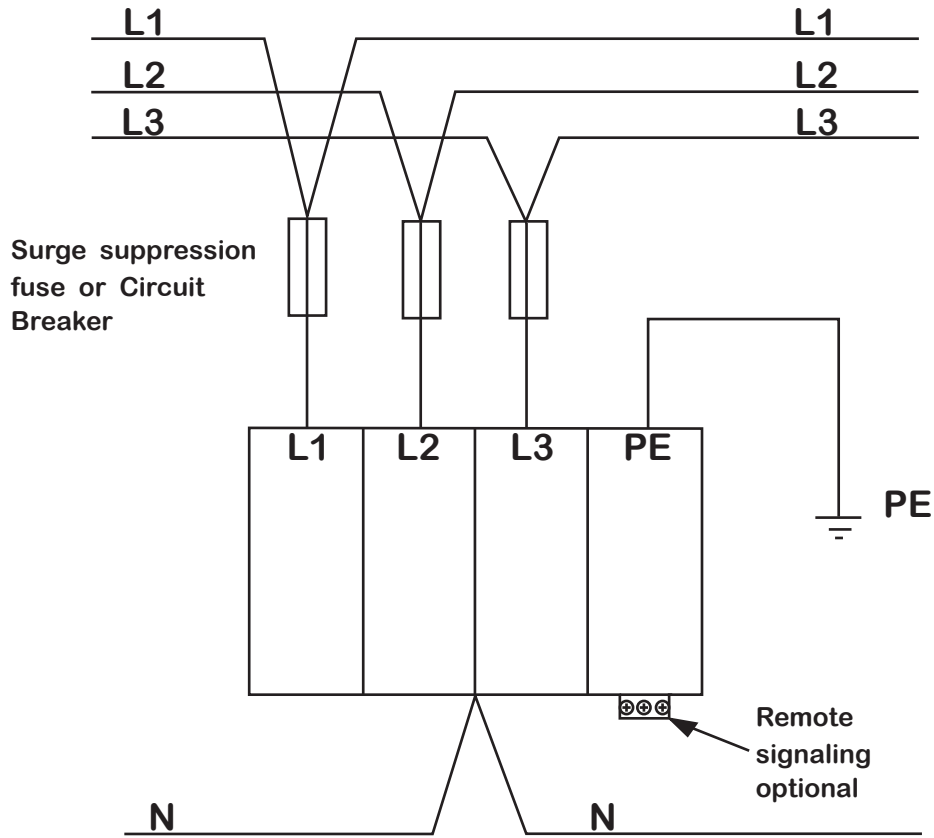 L1 L1
L2 L2
L3 L3
Surge suppression
fuse or Circuit
Breaker
L1 L2 L3 PE
PE
Remote
signaling
optional
N N